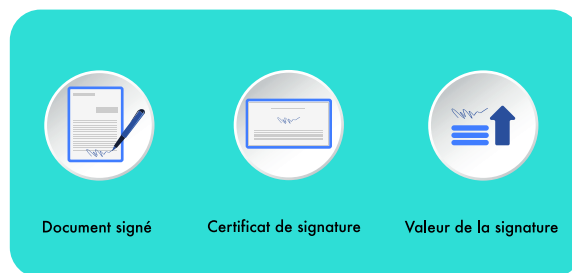 Document signé
Certificat de signature
Valeur de la signature